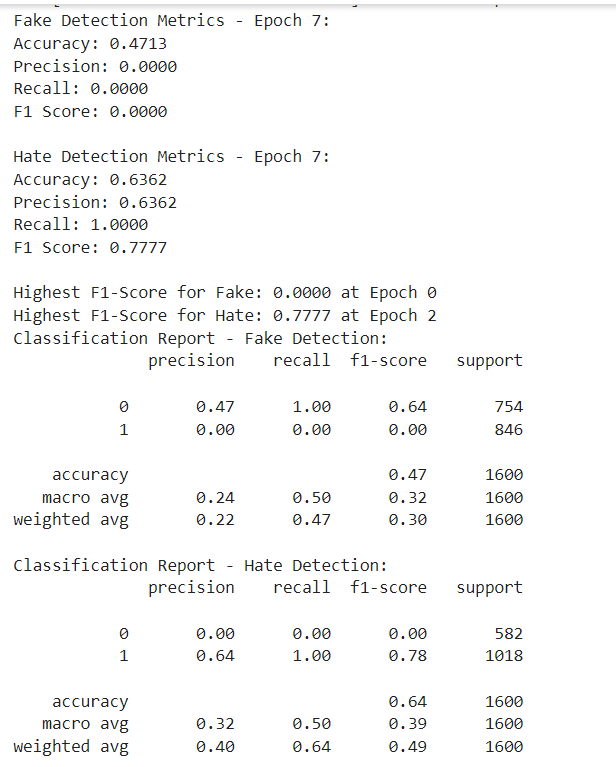 Fake Detection Metrics - Epoch 7:
Accuracy: 0.4713
Precision: 0.0000
Recall: 0.0000
F1 Score: 0.0000
Hate Detection Metrics - Epoch 7:
Accuracy: 0.6362
Precision: 0.6362
Recall: 1.0000
F1 Score: 0.7777
Highest F1-Score for Fake: 0.0000 at Epoch 0
Highest F1-Score for Hate: 0.7777 at Epoch 2
Classification Report - Fake Detection:
precision recall f1-score support
0 0.47 1.00 0.64 754
1 0.00 0.00 0.00 846
accuracy 0.47 1600
macro avg 0.24 0.50 0.32 1600
weighted avg 0.22 0.47 0.30 1600
Classification Report - Hate Detection:
precision recall f1-score support
0 0.00 0.00 0.00 582
1 0.64 1.00 0.78 1018
accuracy 0.64 1600
macro avg 0.32 0.50 0.39 1600
weighted avg 0.40 0.64 0.49 1600